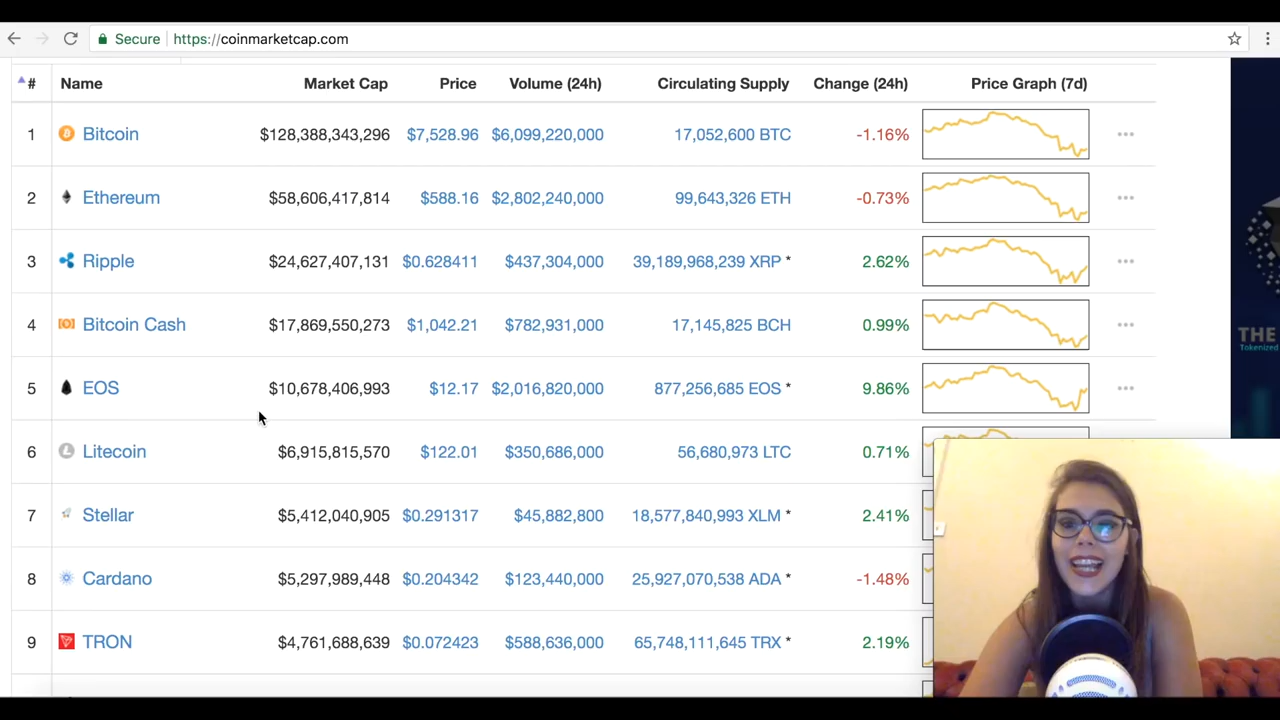 Secure https://coinmarketcap.com
# Name Market Cap Price Volume (24h) Circulating Supply Change (24h) Price Graph (7d)
1 Bitcoin $128,388,343,296 $7,528.96 $6,099,220,000 17,052,600 BTC -1.16%
2 Ethereum $58,606,417,814 $588.16 $2,802,240,000 99,643,326 ETH -0.73%
3 Ripple $24,627,407,131 $0.628411 $437,304,000 39,189,968,239 XRP * 2.62%
4 Bitcoin Cash $17,869,550,273 $1,042.21 $782,931,000 17,145,825 BCH 0.99%
THE
Tokenized
5 EOS $10,678,406,993 $12.17 $2,016,820,000 877,256,685 EOS * 9.86%
6 Litecoin $6,915,815,570 $122.01 $350,686,000 56,680,973 LTC 0.71%
7 Stellar $5,412,040,905 $0.291317 $45,882,800 18,577,840,993 XLM * 2.41%
8 Cardano $5,297,989,448 $0.204342 $123,440,000 25,927,070,538 ADA * -1.48%
9 TRON $4,761,688,639 $0.072423 $588,636,000 65,748,111,645 TRX * 2.19%